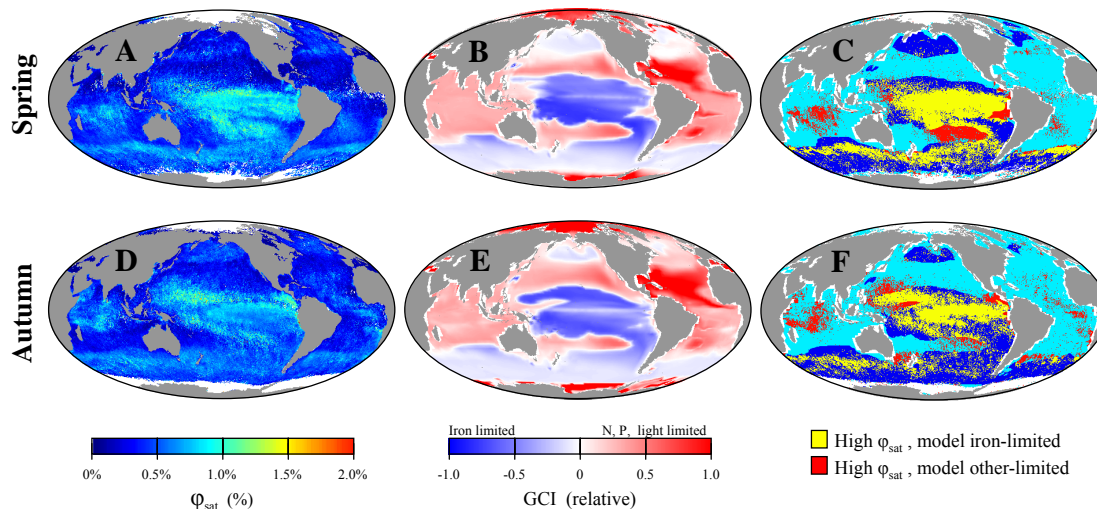 Spring
A
B
C
Autumn
D
E
F
Iron limited
N, P, light limited
0%
0.5%
1.0%
1.5%
2.0%
-1.0
-0.5
0
0.5
1.0
φsat (%)
GCI (relative)
High φsat , model iron-limited
High φsat , model other-limited